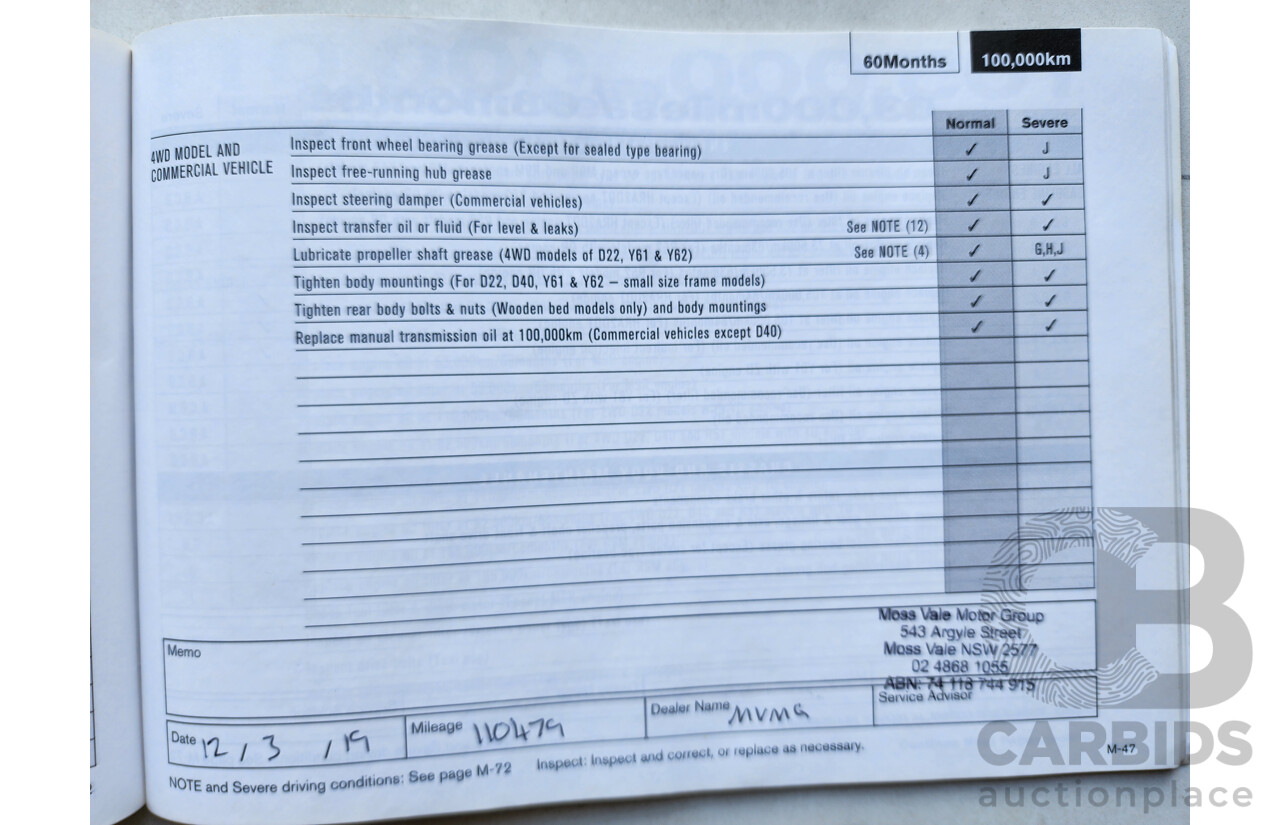 60Months 100,000km
Normal Severe
4WD MODEL AND
COMMERCIAL VEHICLE
Inspect front wheel bearing grease (Except for sealed type bearing) ✓ J
Inspect free-running hub grease ✓ J
Inspect steering damper (Commercial vehicles) ✓ ✓
Inspect transfer oil or fluid (For level & leaks) See NOTE (12) ✓ ✓
Lubricate propeller shaft grease (4WD models of D22, Y61 & Y62) See NOTE (4) ✓ G,H,J
Tighten body mountings (For D22, D40, Y61 & Y62 – small size frame models) ✓ ✓
Tighten rear body bolts & nuts (Wooden bed models only) and body mountings ✓ ✓
Replace manual transmission oil at 100,000km (Commercial vehicles except D40) ✓ ✓
Memo
Moss Vale Motor Group
543 Argyle Street
Moss Vale NSW 2577
02 4868 1055
ABN: 74 118 744 915
Service Advisor
Date 12 / 3 / 19 Mileage 110479 Dealer Name MVMG
NOTE and Severe driving conditions: See page M-72 Inspect: Inspect and correct, or replace as necessary.
M-47
CARBIDS
auctionplace